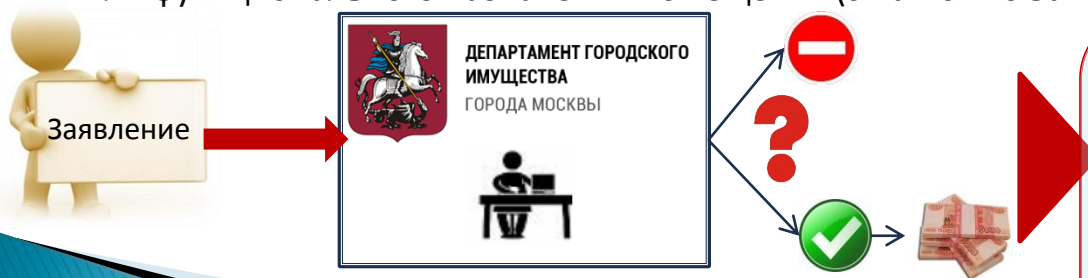 Заявление
ДЕПАРТАМЕНТ ГОРОДСКОГО
ИМУЩЕСТВА
ГОРОДА МОСКВЫ
?